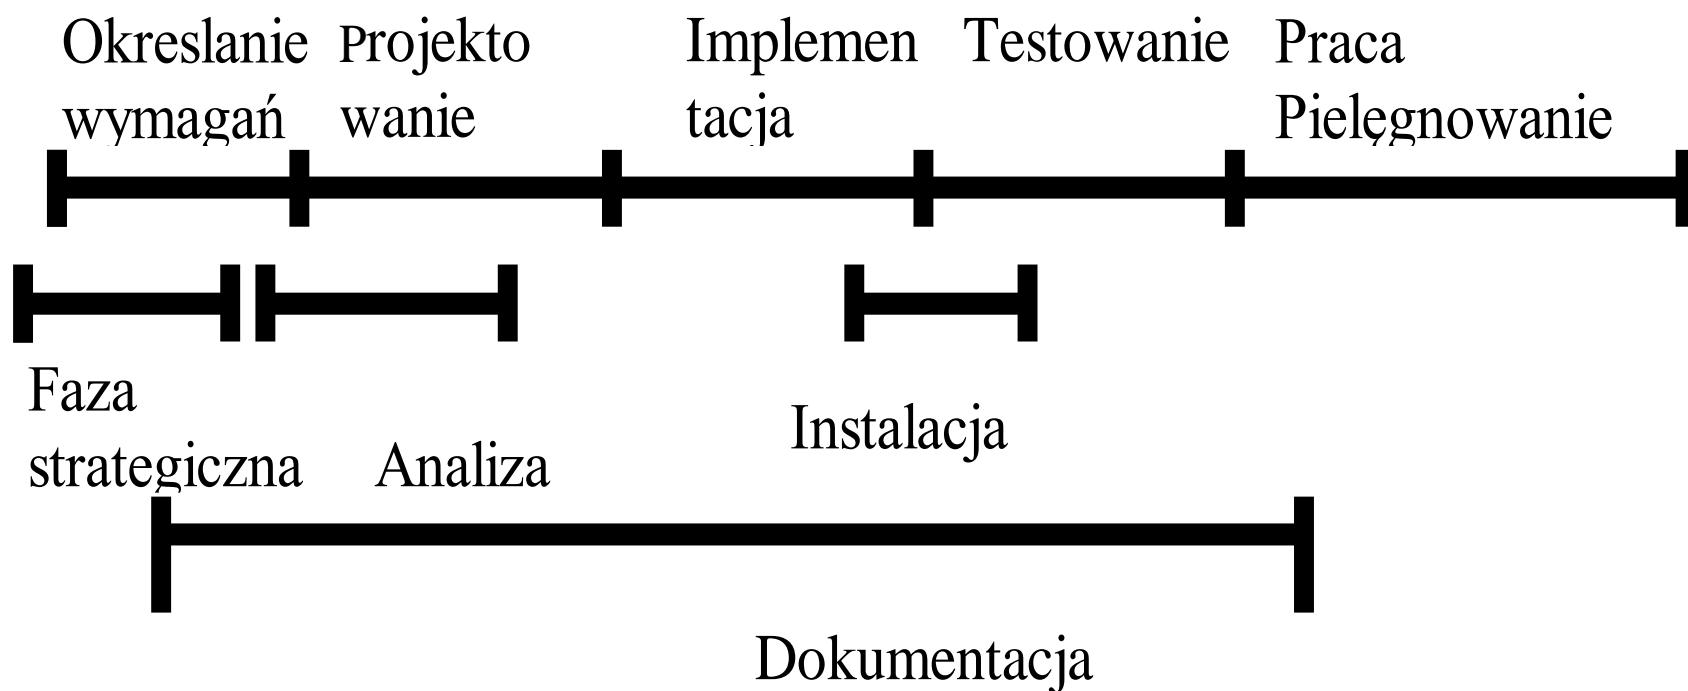 Okreslanie
wymagań
Projekto
wanie
Implemen
tacja
Testowanie
Praca
Pielęgnowanie
Faza
strategiczna
Analiza
Instalacja
Dokumentacja